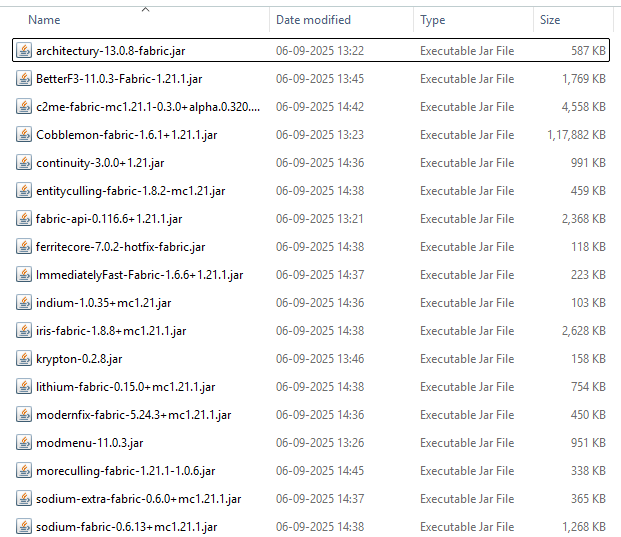 Name Date modified Type Size
architectury-13.0.8-fabric.jar 06-09-2025 13:22 Executable Jar File 587 KB
BetterF3-11.0.3-Fabric-1.21.1.jar 06-09-2025 13:45 Executable Jar File 1,769 KB
c2me-fabric-mc1.21.1-0.3.0+alpha.0.320.... 06-09-2025 14:42 Executable Jar File 4,558 KB
Cobblemon-fabric-1.6.1+1.21.1.jar 06-09-2025 13:23 Executable Jar File 1,17,882 KB
continuity-3.0.0+1.21.jar 06-09-2025 14:36 Executable Jar File 991 KB
entityculling-fabric-1.8.2-mc1.21.jar 06-09-2025 14:38 Executable Jar File 459 KB
fabric-api-0.116.6+1.21.1.jar 06-09-2025 13:21 Executable Jar File 2,368 KB
ferritecore-7.0.2-hotfix-fabric.jar 06-09-2025 14:38 Executable Jar File 118 KB
ImmediatelyFast-Fabric-1.6.6+1.21.1.jar 06-09-2025 14:37 Executable Jar File 223 KB
indium-1.0.35+mc1.21.jar 06-09-2025 14:36 Executable Jar File 103 KB
iris-fabric-1.8.8+mc1.21.1.jar 06-09-2025 14:38 Executable Jar File 2,628 KB
krypton-0.2.8.jar 06-09-2025 13:46 Executable Jar File 158 KB
lithium-fabric-0.15.0+mc1.21.1.jar 06-09-2025 14:38 Executable Jar File 754 KB
modernfix-fabric-5.24.3+mc1.21.1.jar 06-09-2025 14:36 Executable Jar File 450 KB
modmenu-11.0.3.jar 06-09-2025 13:26 Executable Jar File 951 KB
moreculling-fabric-1.21.1-1.0.6.jar 06-09-2025 14:45 Executable Jar File 338 KB
sodium-extra-fabric-0.6.0+mc1.21.1.jar 06-09-2025 14:37 Executable Jar File 365 KB
sodium-fabric-0.6.13+mc1.21.1.jar 06-09-2025 14:38 Executable Jar File 1,268 KB